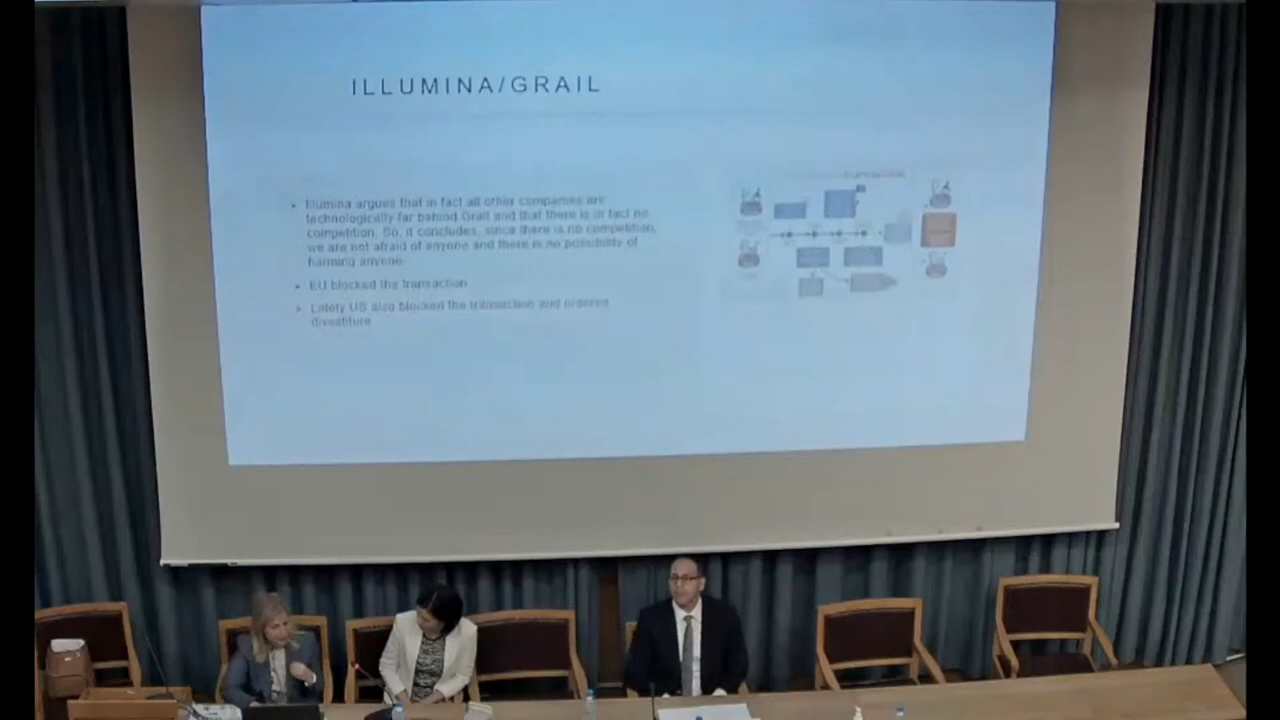 ILLUMINA/GRAIL
Illumina argues that in fact all other companies are
technologically far behind Grail and that there is in fact no
competition. So, it concludes, since there is no competition,
we are not afraid of anyone and there is no possibility of
harming anyone
EU blocked the transaction
Lately US also blocked the transaction and ordered
divestiture